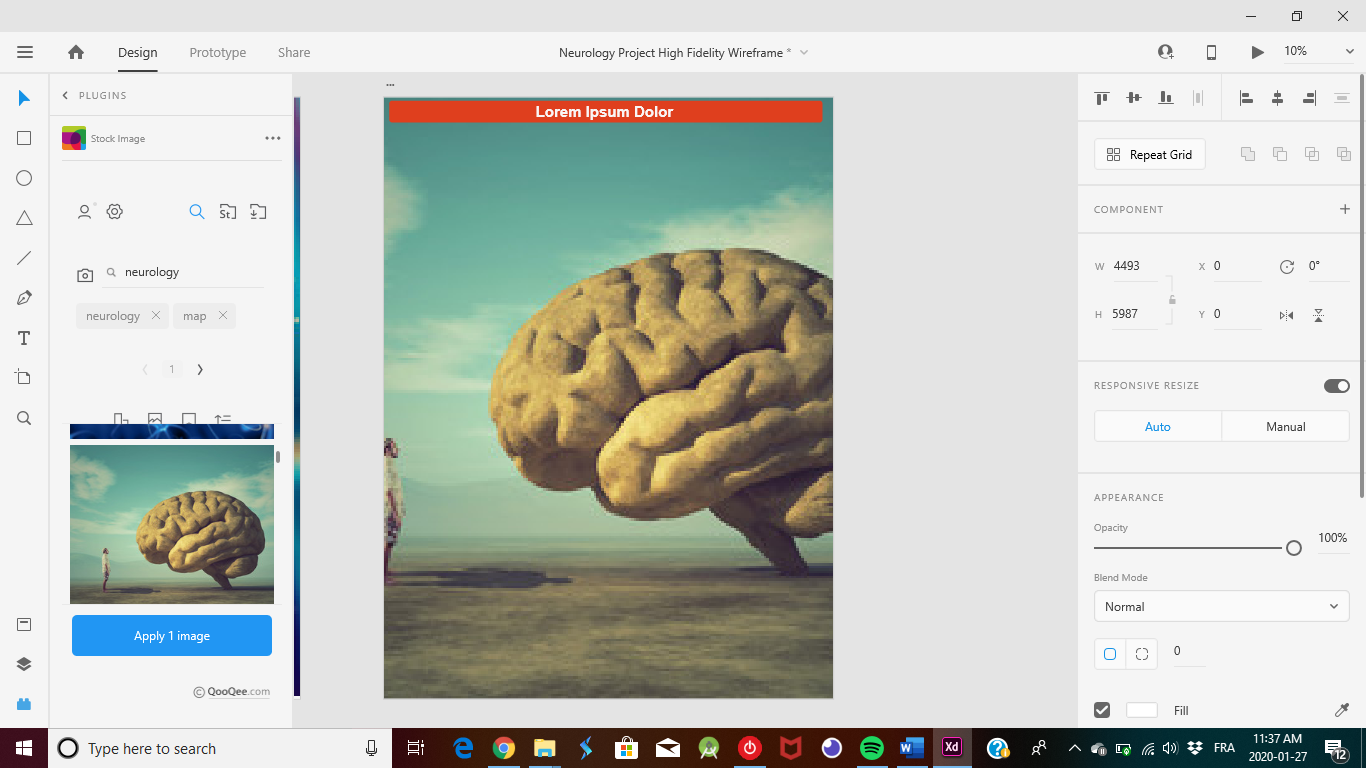 Design
Prototype
Share
Neurology Project High Fidelity Wireframe *
10%
PLUGINS
Stock Image
St
neurology
neurology
map
1
Apply 1 image
© QooQee.com
T
...
Lorem Ipsum Dolor
Repeat Grid
COMPONENT
W 4493
X 0
0°
H 5987
Y 0
RESPONSIVE RESIZE
Auto
Manual
APPEARANCE
Opacity
100%
Blend Mode
Normal
0
Fill
Type here to search
Xd
FRA
11:37 AM
2020-01-27
12